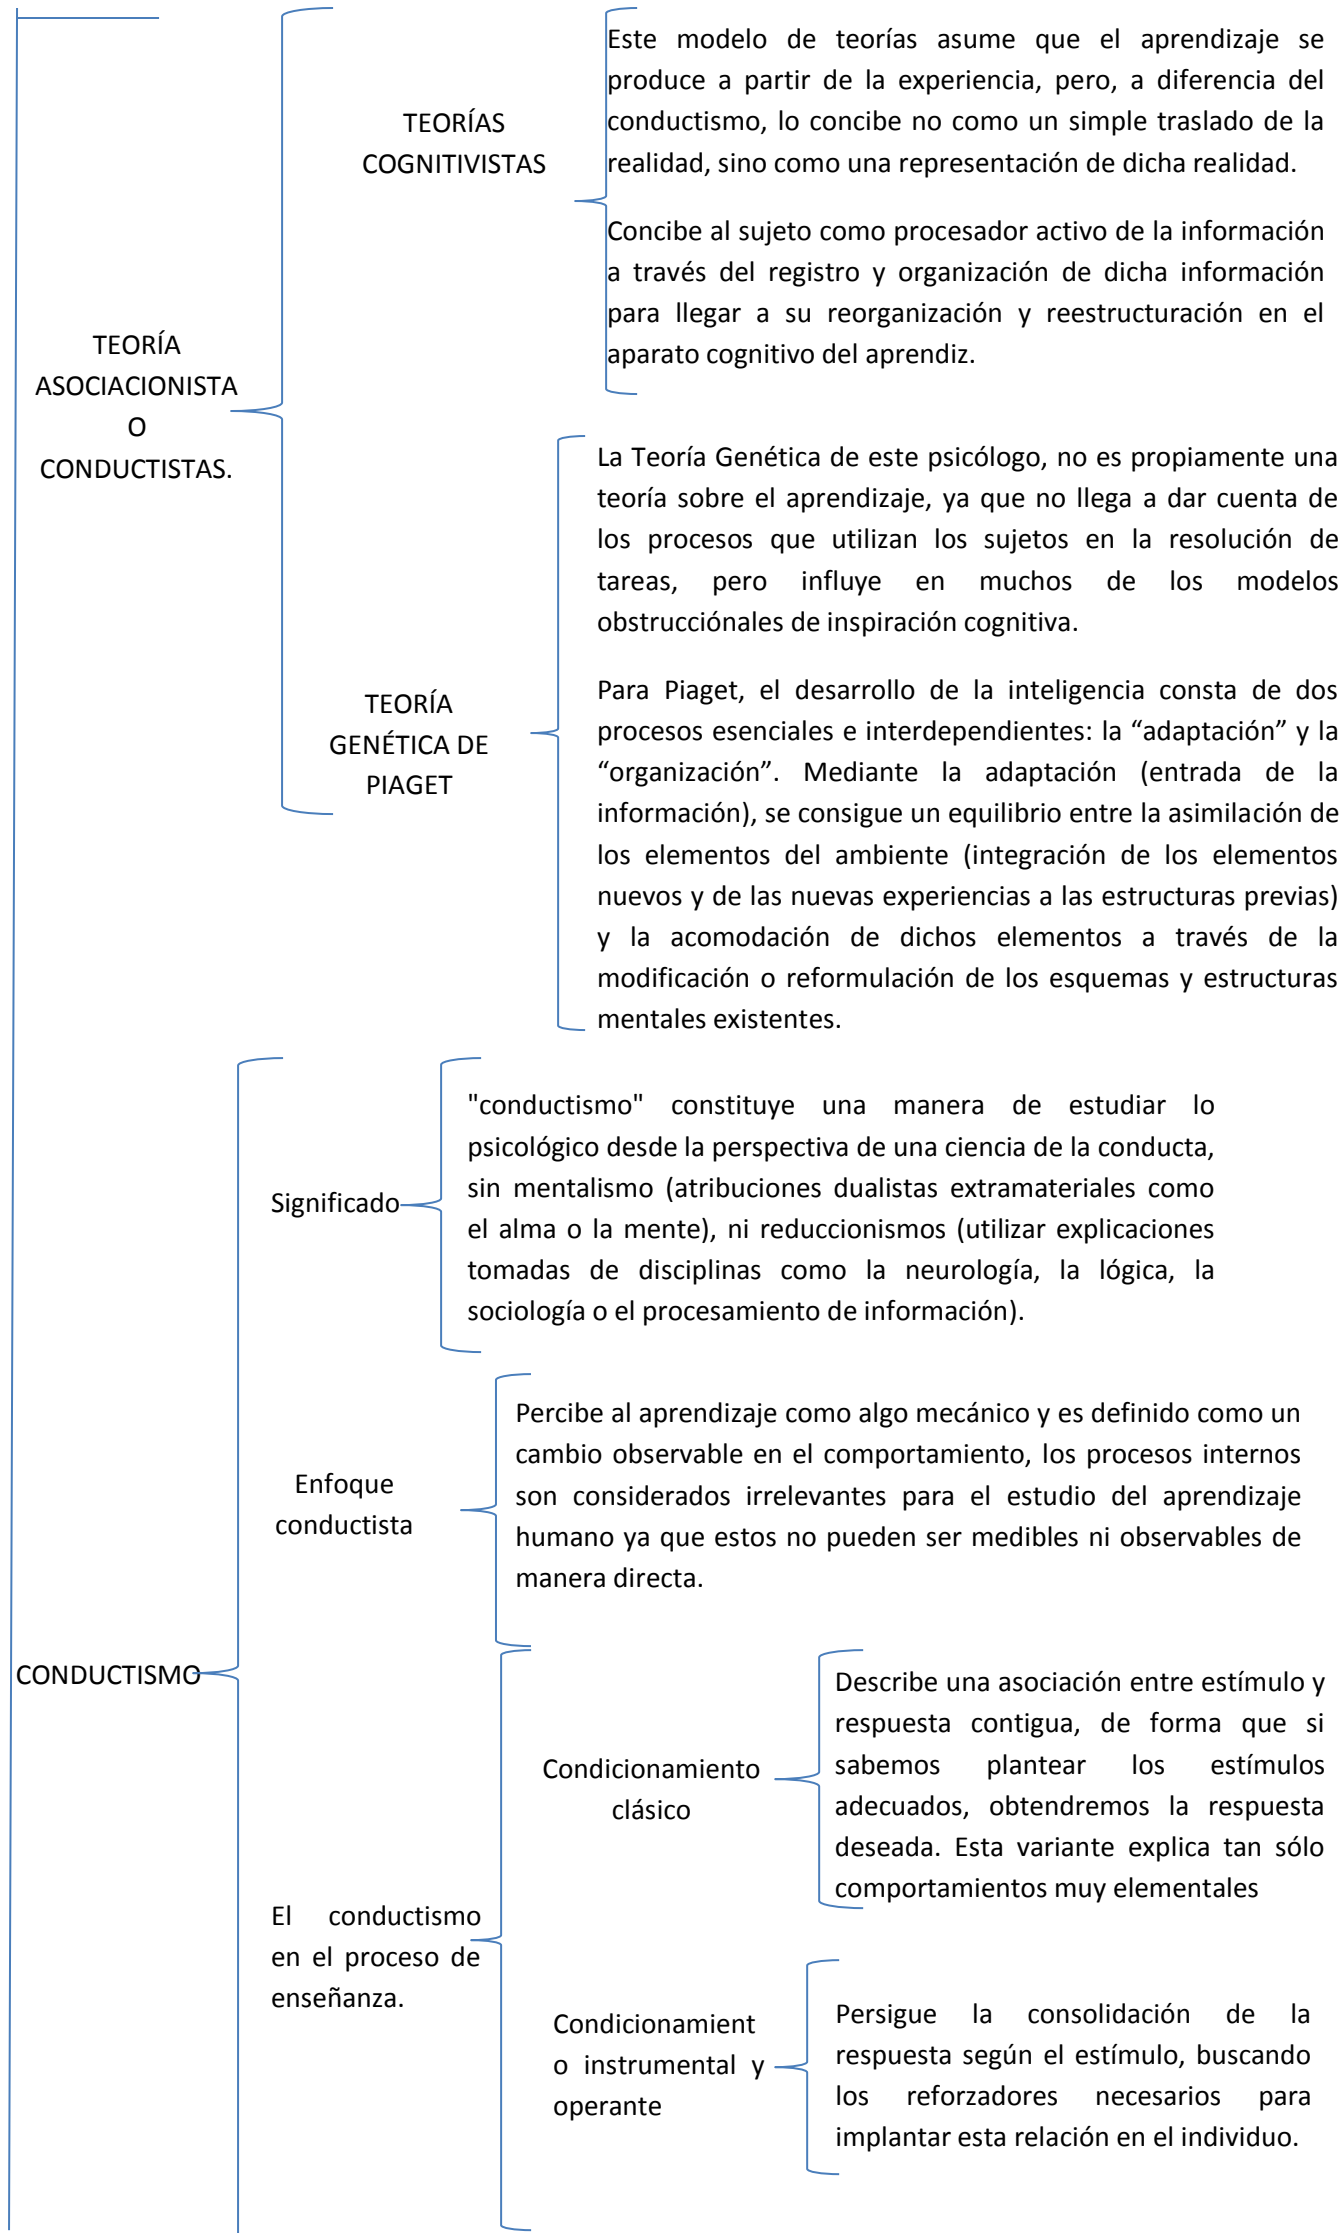 TEORÍA
ASOCIACIONISTA
O
CONDUCTISTAS.
TEORÍAS
COGNITIVISTAS
Este modelo de teorías asume que el aprendizaje se
produce a partir de la experiencia, pero, a diferencia del
conductismo, lo concibe no como un simple traslado de la
realidad, sino como una representación de dicha realidad.
Concibe al sujeto como procesador activo de la información
a través del registro y organización de dicha información
para llegar a su reorganización y reestructuración en el
aparato cognitivo del aprendiz.
TEORÍA
GENÉTICA DE
PIAGET
La Teoría Genética de este psicólogo, no es propiamente una
teoría sobre el aprendizaje, ya que no llega a dar cuenta de
los procesos que utilizan los sujetos en la resolución de
tareas, pero influye en muchos de los modelos
obstrucciónales de inspiración cognitiva.
Para Piaget, el desarrollo de la inteligencia consta de dos
procesos esenciales e interdependientes: la “adaptación” y la
“organización”. Mediante la adaptación (entrada de la
información), se consigue un equilibrio entre la asimilación de
los elementos del ambiente (integración de los elementos
nuevos y de las nuevas experiencias a las estructuras previas)
y la acomodación de dichos elementos a través de la
modificación o reformulación de los esquemas y estructuras
mentales existentes.
CONDUCTISMO
Significado
"conductismo" constituye una manera de estudiar lo
psicológico desde la perspectiva de una ciencia de la conducta,
sin mentalismo (atribuciones dualistas extramateriales como
el alma o la mente), ni reduccionismos (utilizar explicaciones
tomadas de disciplinas como la neurología, la lógica, la
sociología o el procesamiento de información).
Enfoque
conductista
Percibe al aprendizaje como algo mecánico y es definido como un
cambio observable en el comportamiento, los procesos internos
son considerados irrelevantes para el estudio del aprendizaje
humano ya que estos no pueden ser medibles ni observables de
manera directa.
El conductismo
en el proceso de
enseñanza.
Condicionamiento
clásico
Describe una asociación entre estímulo y
respuesta contigua, de forma que si
sabemos plantear los estímulos
adecuados, obtendremos la respuesta
deseada. Esta variante explica tan sólo
comportamientos muy elementales
Condicionamient
o instrumental y
operante
Persigue la consolidación de la
respuesta según el estímulo, buscando
los reforzadores necesarios para
implantar esta relación en el individuo.